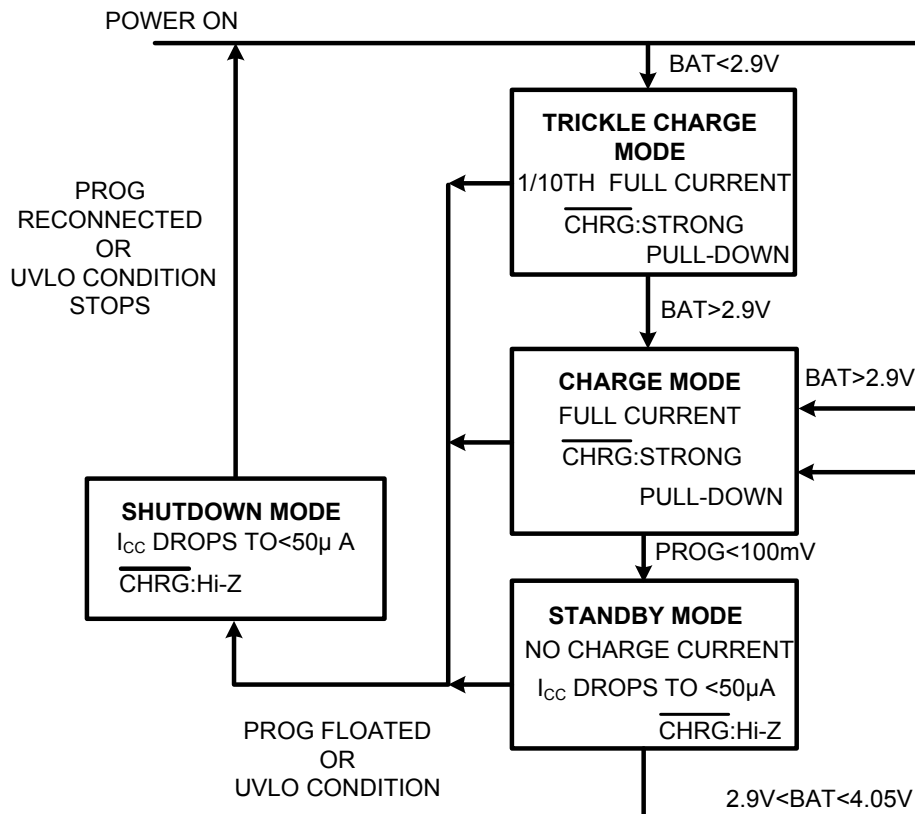 POWER ON
BAT<2.9V
TRICKLE CHARGE
MODE
1/10TH FULL CURRENT
CHRG:STRONG
PULL-DOWN
PROG
RECONNECTED
OR
UVLO CONDITION
STOPS
BAT>2.9V
CHARGE MODE
FULL CURRENT
CHRG:STRONG
PULL-DOWN
BAT>2.9V
SHUTDOWN MODE
ICC DROPS TO<50μ A
CHRG:Hi-Z
PROG<100mV
STANDBY MODE
NO CHARGE CURRENT
ICC DROPS TO <50μA
CHRG:Hi-Z
PROG FLOATED
OR
UVLO CONDITION
2.9V<BAT<4.05V